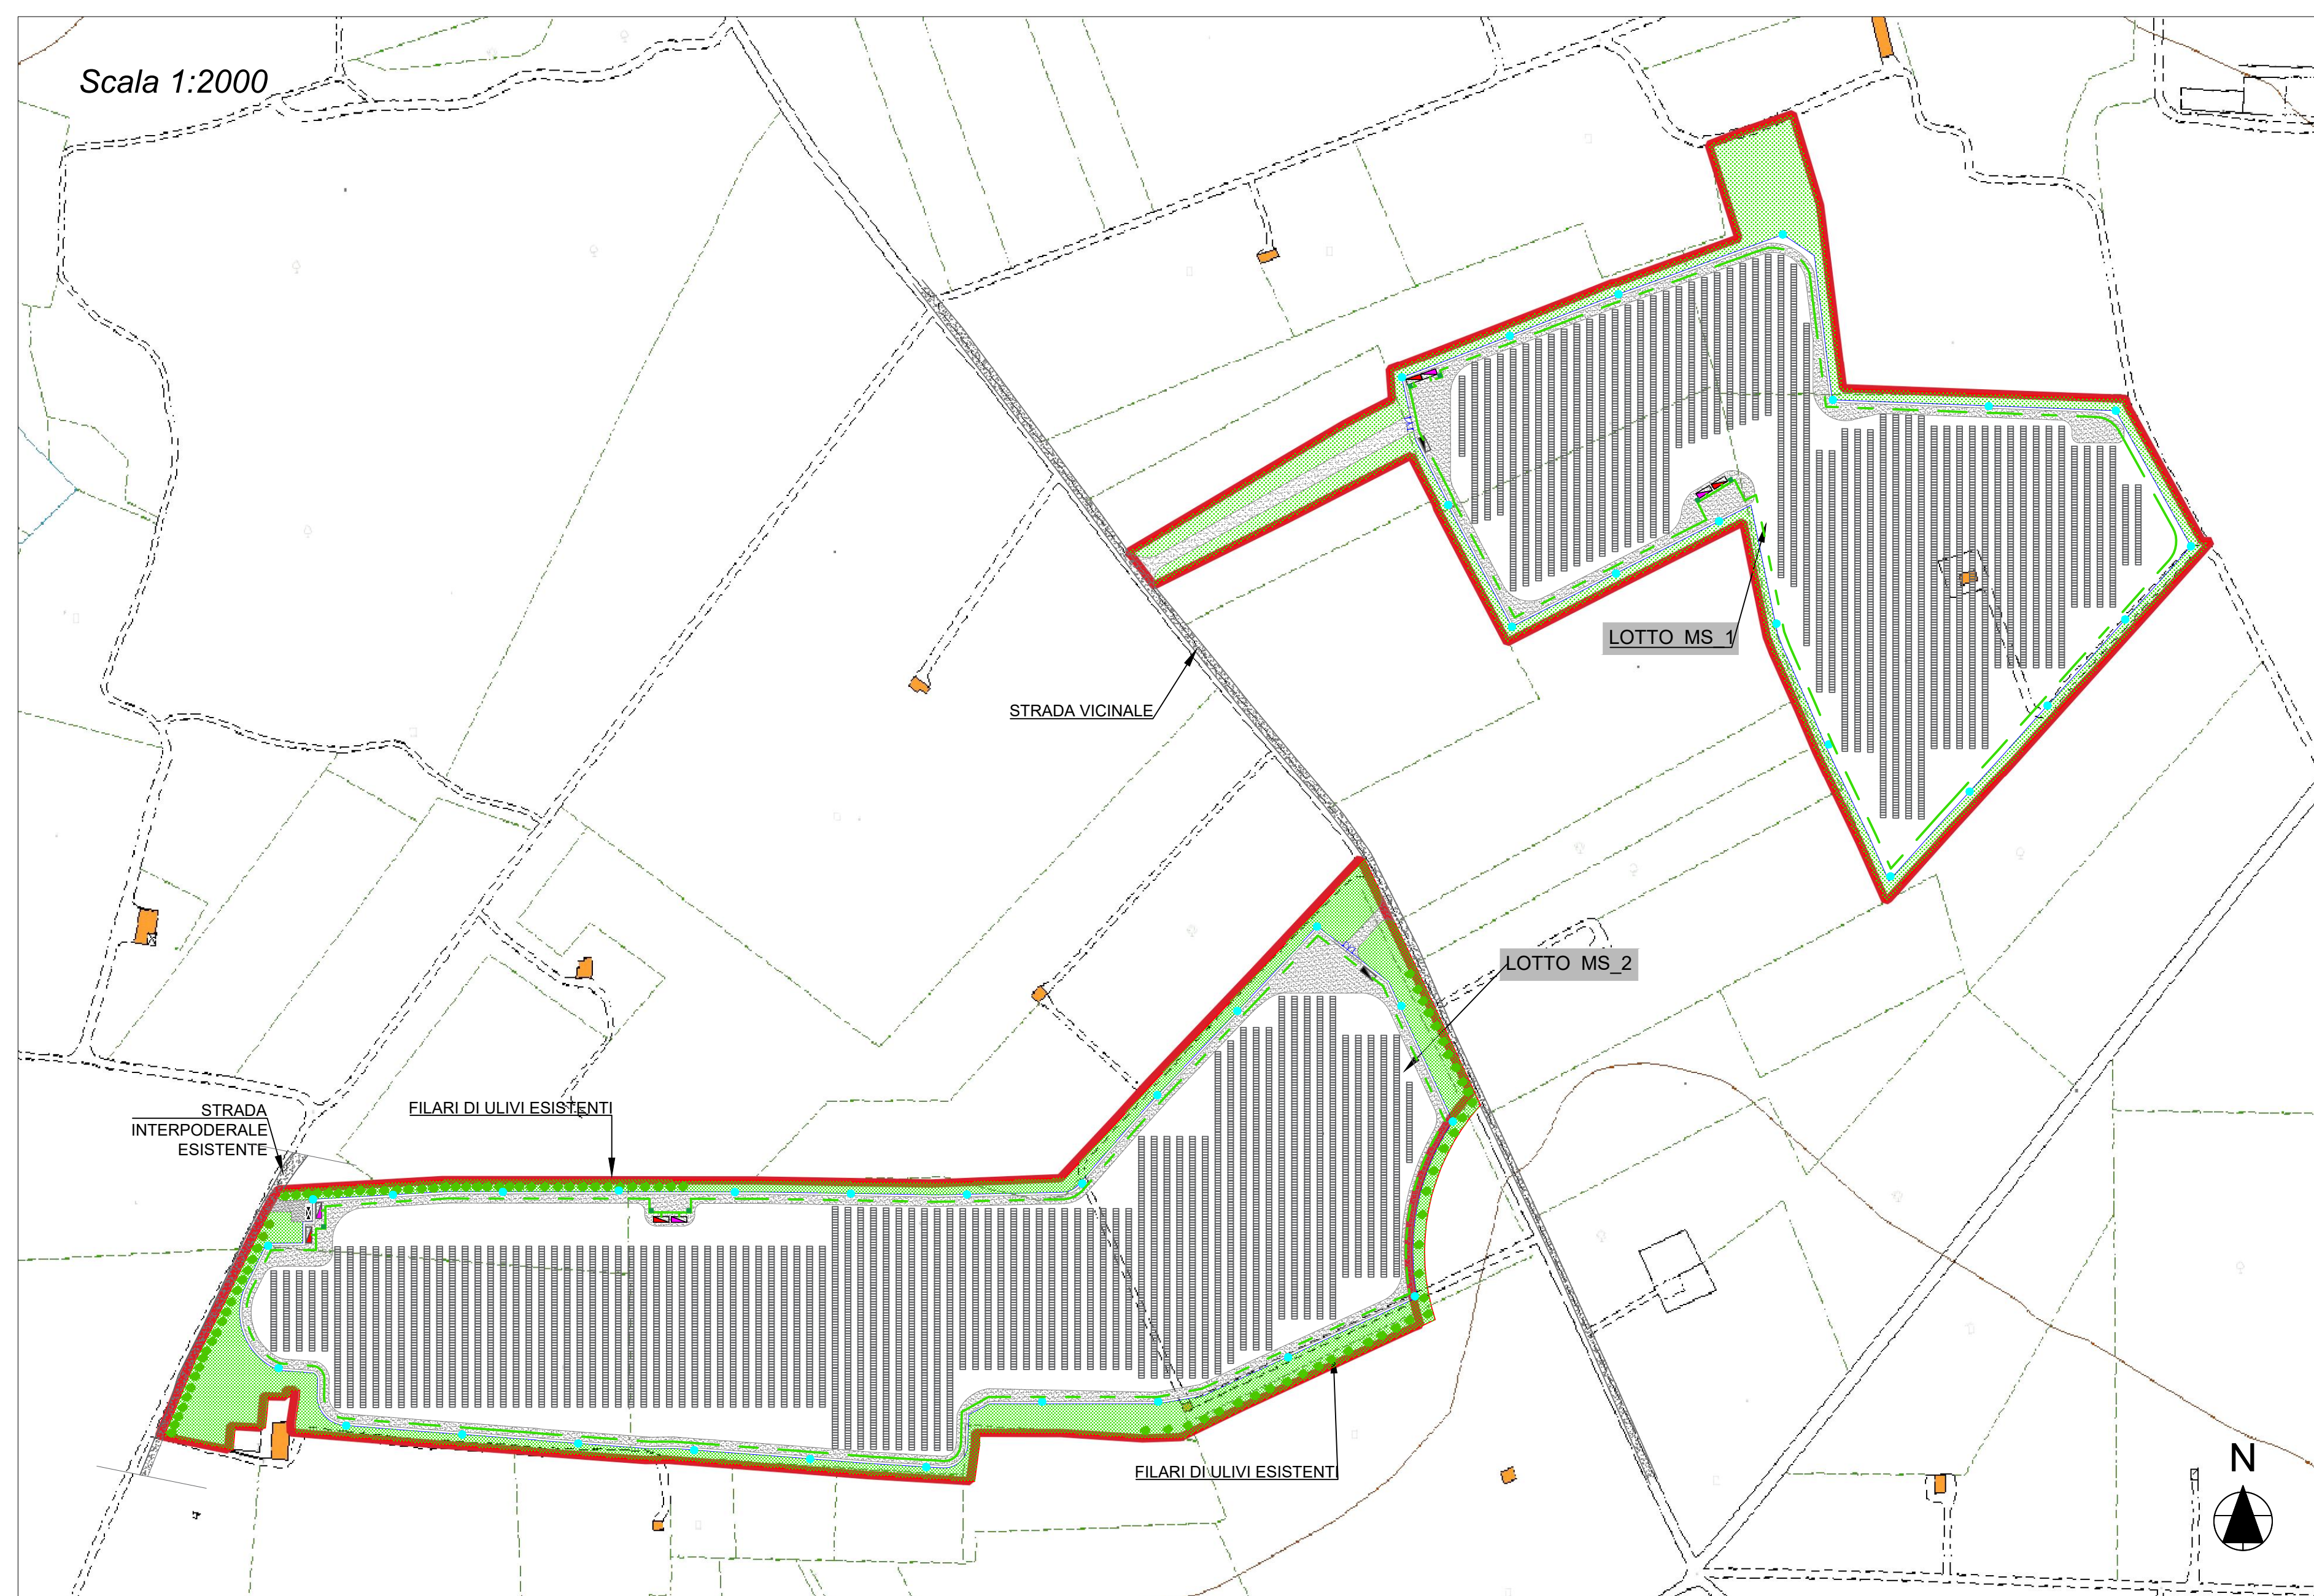 Scala 1:2000
LOTTO MS_1
STRADA VICINALE
LOTTO MS_2
STRADA
INTERPODERALE
ESISTENTE
FILARI DI ULIVI ESISTENTI
FILARI DI ULIVI ESISTENTI
N